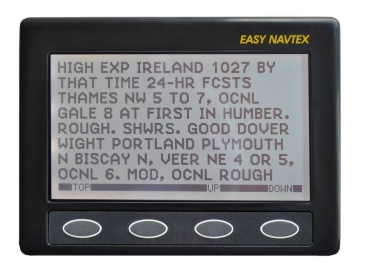 EASY NAVTEX
HIGH EXP IRELAND 1027 BY
THAT TIME 24-HR FCSTS
THAMES NW 5 TO 7, OCNL
GALE 8 AT FIRST IN HUMBER.
ROUGH. SHWRS. GOOD DOVER
WIGHT PORTLAND PLYMOUTH
N BISCAY N, VEER NE 4 OR 5,
OCNL 6. MOD, OCNL ROUGH
TOP UP DOWN